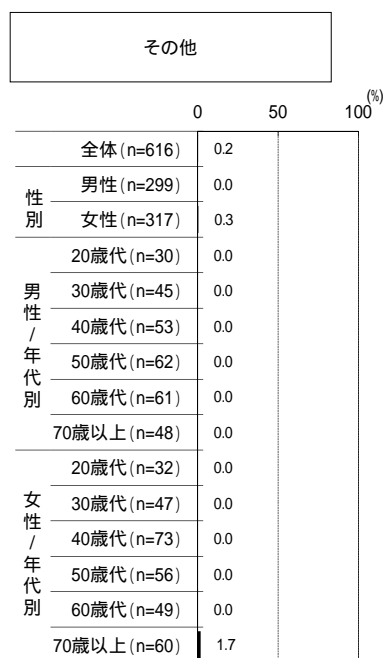 その他
(%)
0 50 100
全体(n=616) 0.2
性別
男性(n=299) 0.0
女性(n=317) 0.3
男性/年代別
20歳代(n=30) 0.0
30歳代(n=45) 0.0
40歳代(n=53) 0.0
50歳代(n=62) 0.0
60歳代(n=61) 0.0
70歳以上(n=48) 0.0
女性/年代別
20歳代(n=32) 0.0
30歳代(n=47) 0.0
40歳代(n=73) 0.0
50歳代(n=56) 0.0
60歳代(n=49) 0.0
70歳以上(n=60) 1.7